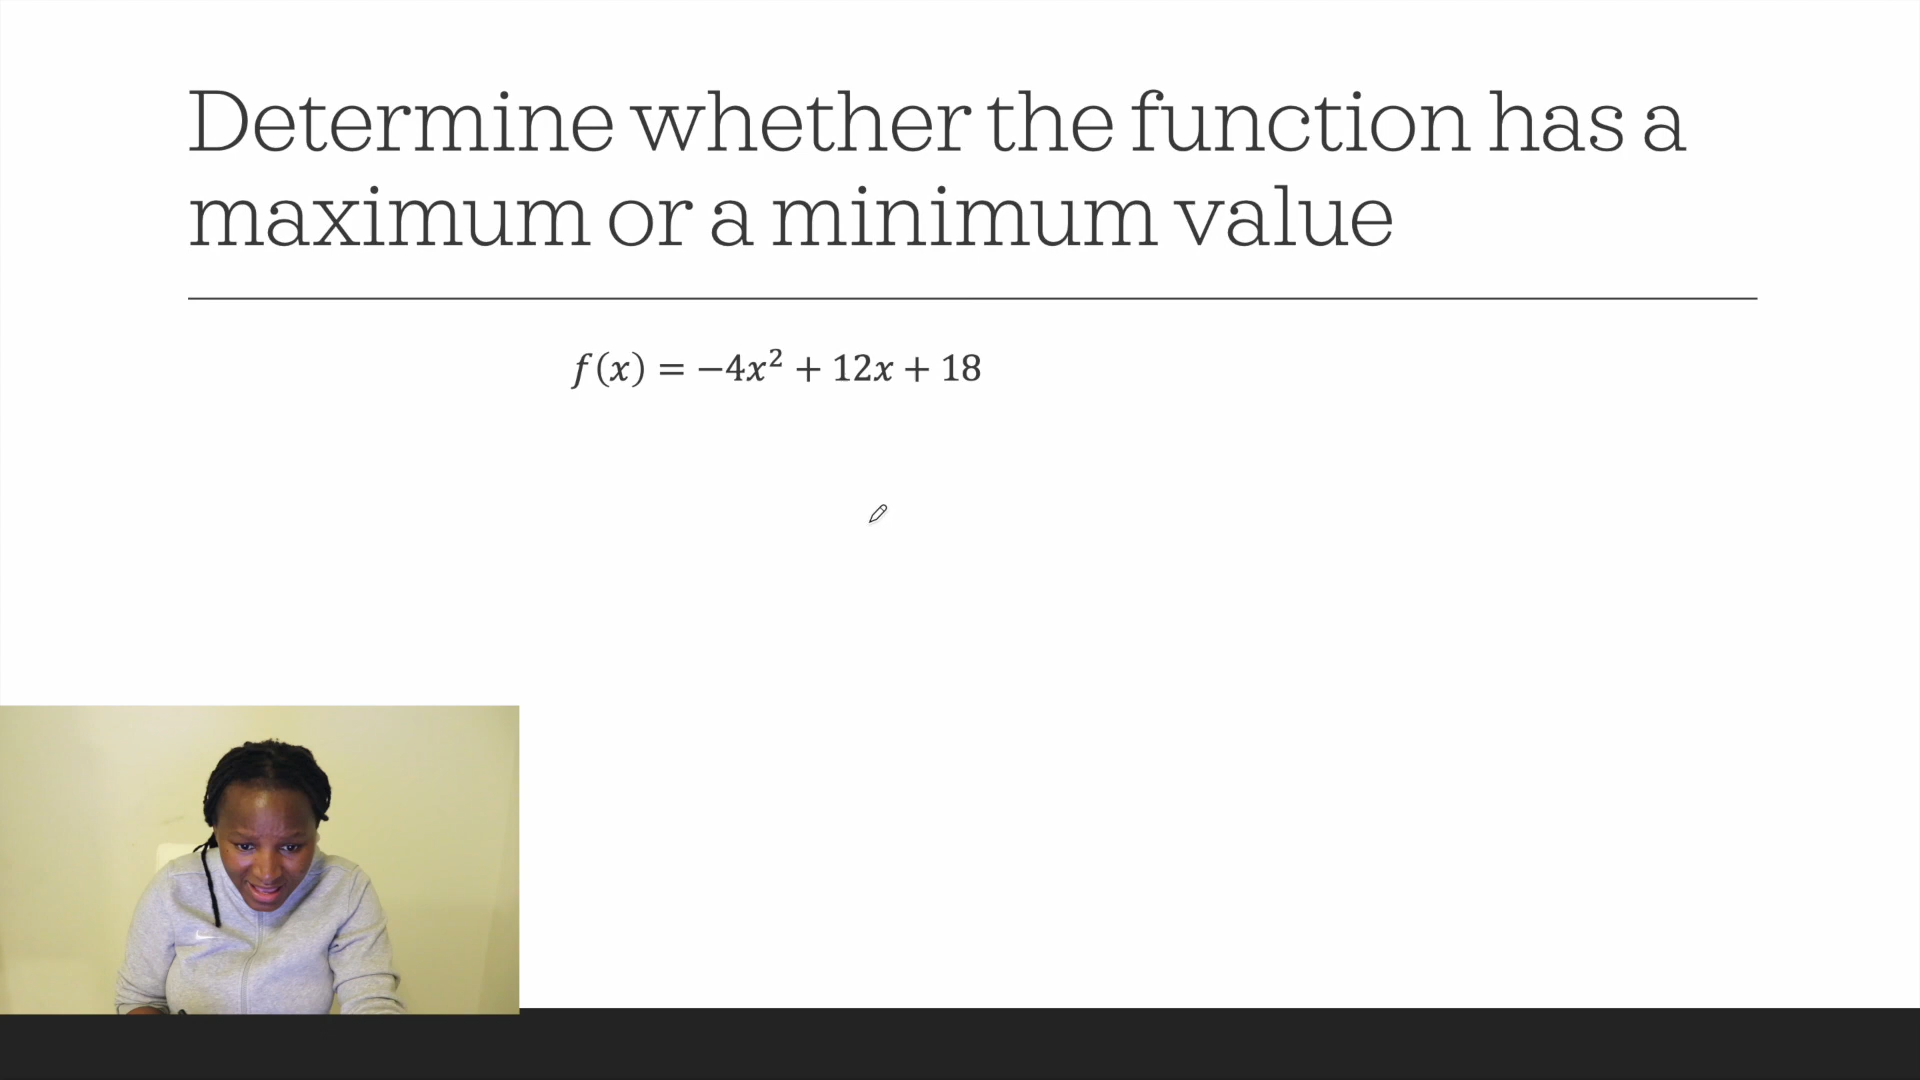 Determine whether the function has a
maximum or a minimum value
f(x) = −4x² + 12x + 18